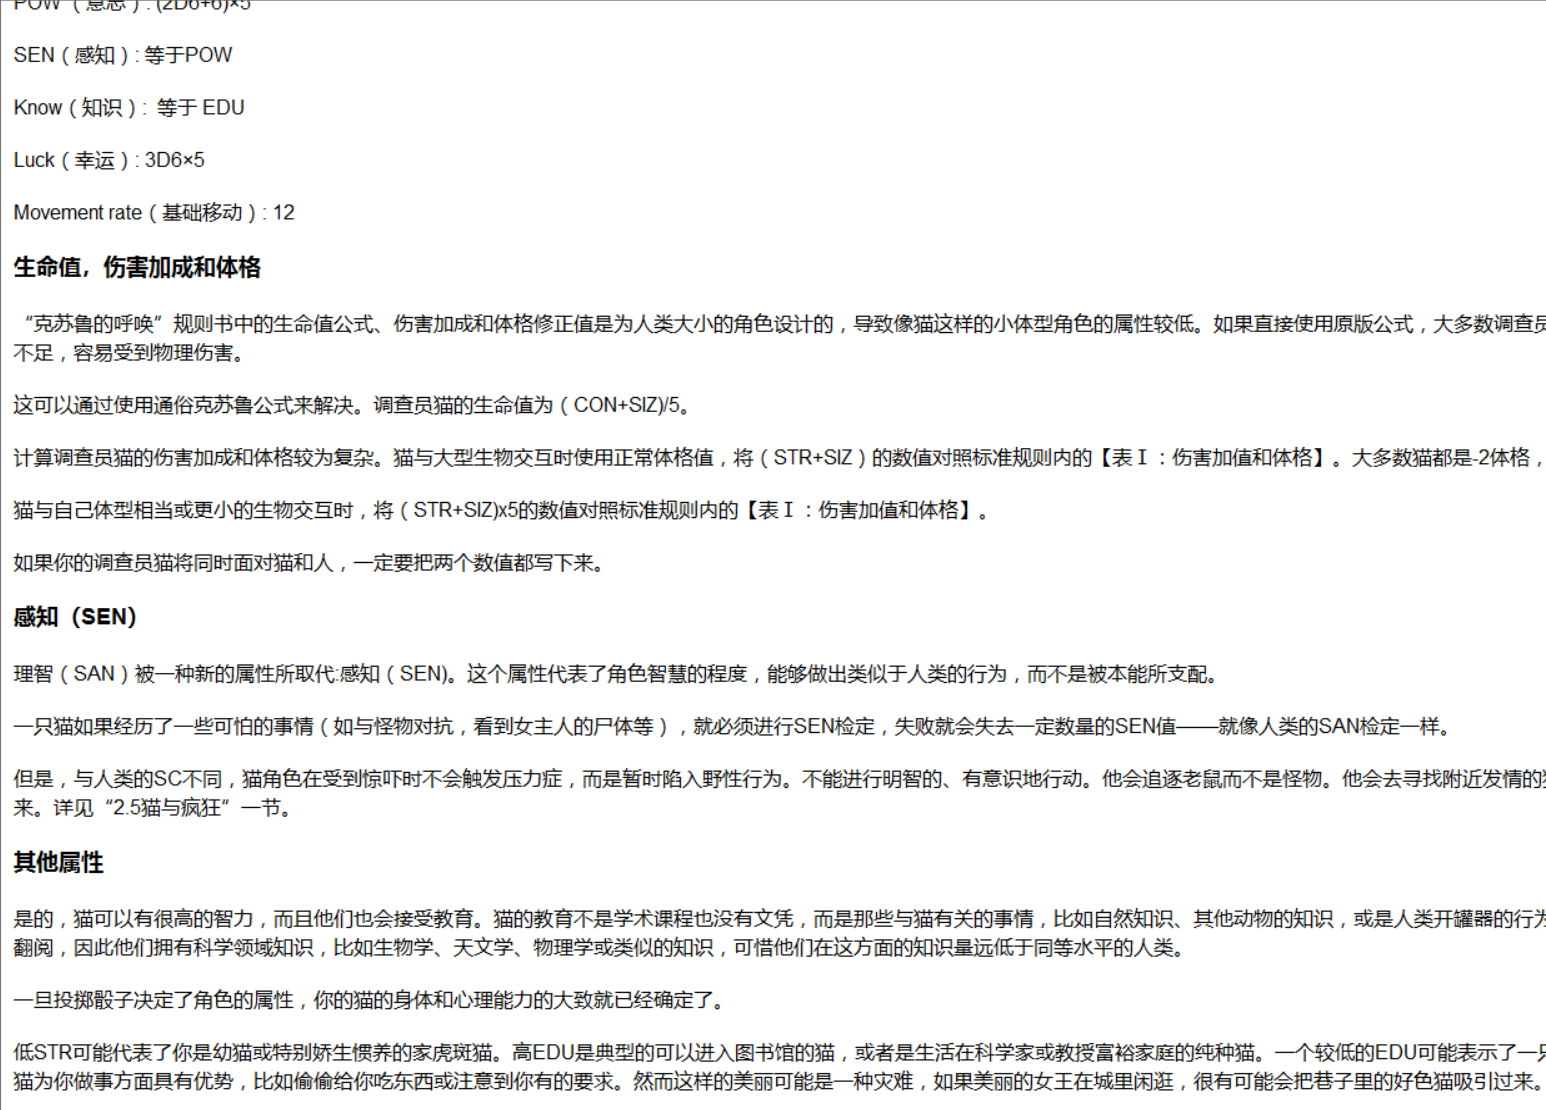 POW（意志）: (2D6+6)×5
SEN（感知）: 等于POW
Know（知识）: 等于 EDU
Luck（幸运）: 3D6×5
Movement rate（基础移动）: 12
生命值，伤害加成和体格
“克苏鲁的呼唤”规则书中的生命值公式、伤害加成和体格修正值是为人类大小的角色设计的，导致像猫这样的小体型角色的属性较低。如果直接使用原版公式，大多数调查员
不足，容易受到物理伤害。
这可以通过使用通俗克苏鲁公式来解决。调查员猫的生命值为（CON+SIZ)/5。
计算调查员猫的伤害加成和体格较为复杂。猫与大型生物交互时使用正常体格值，将（STR+SIZ）的数值对照标准规则内的【表Ｉ：伤害加值和体格】。大多数猫都是-2体格，
猫与自己体型相当或更小的生物交互时，将（STR+SIZ)x5的数值对照标准规则内的【表Ｉ：伤害加值和体格】。
如果你的调查员猫将同时面对猫和人，一定要把两个数值都写下来。
感知（SEN）
理智（SAN）被一种新的属性所取代:感知（SEN)。这个属性代表了角色智慧的程度，能够做出类似于人类的行为，而不是被本能所支配。
一只猫如果经历了一些可怕的事情（如与怪物对抗，看到女主人的尸体等），就必须进行SEN检定，失败就会失去一定数量的SEN值——就像人类的SAN检定一样。
但是，与人类的SC不同，猫角色在受到惊吓时不会触发压力症，而是暂时陷入野性行为。不能进行明智的、有意识地行动。他会追逐老鼠而不是怪物。他会去寻找附近发情的
来。详见“2.5猫与疯狂”一节。
其他属性
是的，猫可以有很高的智力，而且他们也会接受教育。猫的教育不是学术课程也没有文凭，而是那些与猫有关的事情，比如自然知识、其他动物的知识，或是人类开罐器的行为
翻阅，因此他们拥有科学领域知识，比如生物学、天文学、物理学或类似的知识，可惜他们在这方面的知识量远低于同等水平的人类。
一旦投掷骰子决定了角色的属性，你的猫的身体和心理能力的大致就已经确定了。
低STR可能代表了你是幼猫或特别娇生惯养的家虎斑猫。高EDU是典型的可以进入图书馆的猫，或者是生活在科学家或教授富裕家庭的纯种猫。一个较低的EDU可能表示了一只
猫为你做事方面具有优势，比如偷偷给你吃东西或注意到你有的要求。然而这样的美丽可能是一种灾难，如果美丽的女王在城里闲逛，很有可能会把巷子里的好色猫吸引过来。